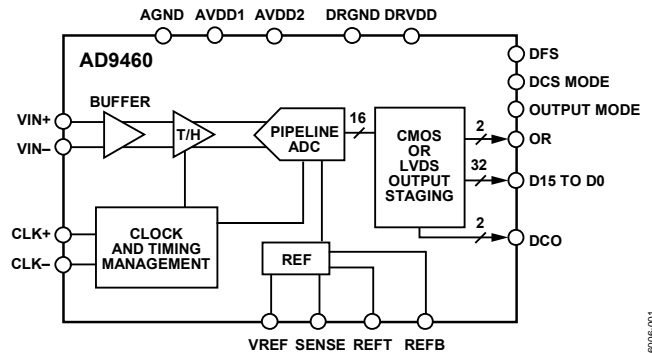 AGND AVDD1 AVDD2 DRGND DRVDD
AD9460
DFS
DCS MODE
OUTPUT MODE
OR
D15 TO D0
DCO
BUFFER
VIN+
VIN–
T/H
PIPELINE
ADC
16
CMOS
OR
LVDS
OUTPUT
STAGING
2
32
2
CLK+
CLK–
CLOCK
AND TIMING
MANAGEMENT
REF
VREF SENSE REFT REFB